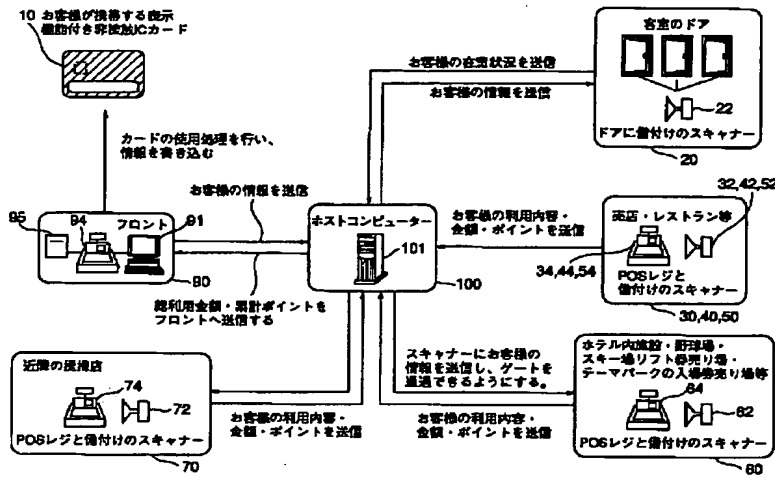 10
お客様が携帯する表示
機能付き非接触ICカード
カードの使用処理を行い、
情報を書き込む
95
94
フロント
91
90
お客様の情報を送信
総利用金額・累計ポイントを
フロントへ送信する
ホストコンピューター
101
100
お客様の在室状況を送信
お客様の情報を送信
客室のドア
22
ドアに備付けのスキャナー
20
お客様の利用内容・
金額・ポイントを送信
32,42,52
売店・レストラン等
34,44,54
POSレジと
備付けのスキャナー
30,40,50
近隣の提携店
74
72
POSレジと備付けのスキャナー
70
お客様の利用内容・
金額・ポイントを送信
スキャナーにお客様の
情報を送信し、ゲートを
通過できるようにする。
お客様の利用内容・
金額・ポイントを送信
ホテル内施設・野球場・
スキー場リフト券売り場・
テーマパークの入場券売り場等
64
62
POSレジと備付けのスキャナー
60